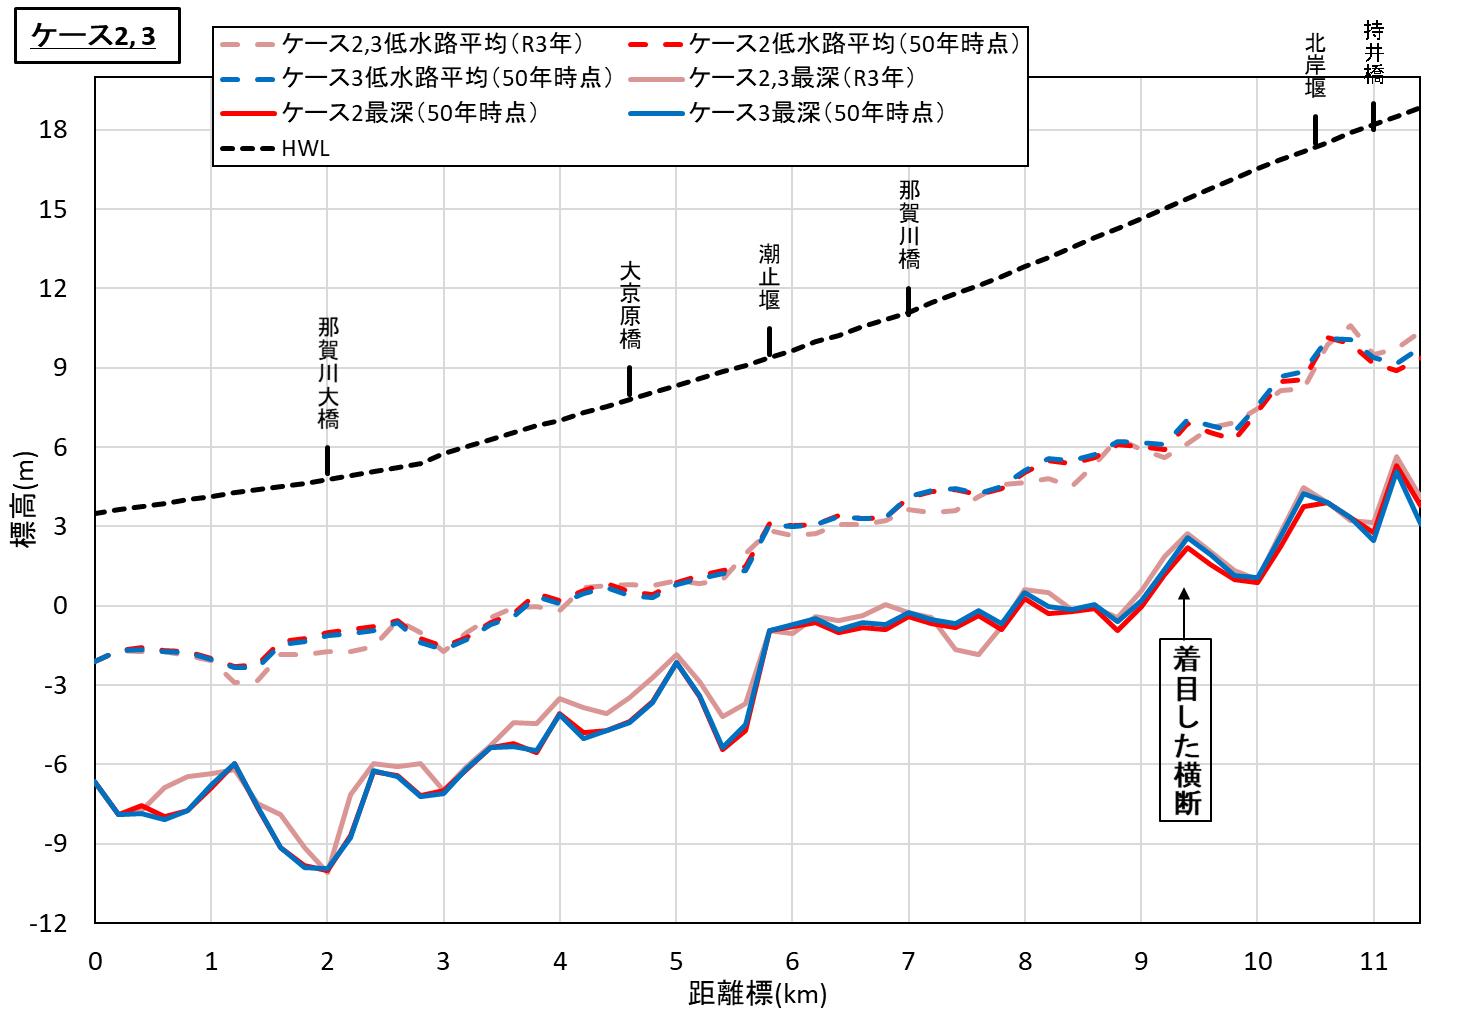 ケース2, 3
ケース2,3低水路平均（R3年）
ケース2低水路平均（50年時点）
ケース3低水路平均（50年時点）
ケース2,3最深（R3年）
ケース2最深（50年時点）
ケース3最深（50年時点）
HWL
那賀川大橋
大京原橋
潮止堰
那賀川橋
北岸堰
持井橋
着目した横断
標高(m)
18
15
12
9
6
3
0
-3
-6
-9
-12
0 1 2 3 4 5 6 7 8 9 10 11
距離標(km)